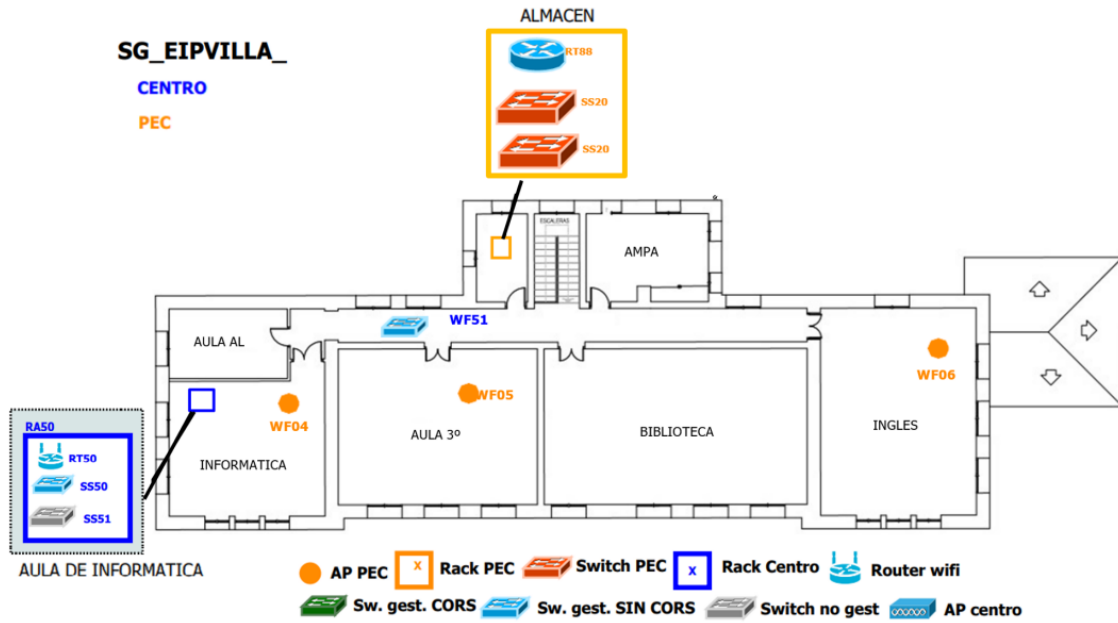 ALMACEN
SG_EIPVILLA_
RT88
CENTRO
SS20
PEC
SS20
ESCALERAS
AMPA
WF51
AULA AL
WF06
WF05
WF04
RA50
AULA 3º
BIBLIOTECA
INGLES
RT50
INFORMATICA
SS50
SS51
AULA DE INFORMATICA
AP PEC
x
Rack PEC
Switch PEC
x
Rack Centro
Router wifi
Sw. gest. CORS
Sw. gest. SIN CORS
Switch no gest
AP centro